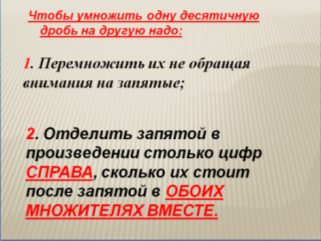 Чтобы умножить одну десятичную
дробь на другую надо:
1. Перемножить их не обращая
внимания на запятые;
2. Отделить запятой в
произведении столько цифр
СПРАВА, сколько их стоит
после запятой в ОБОИХ
МНОЖИТЕЛЯХ ВМЕСТЕ.